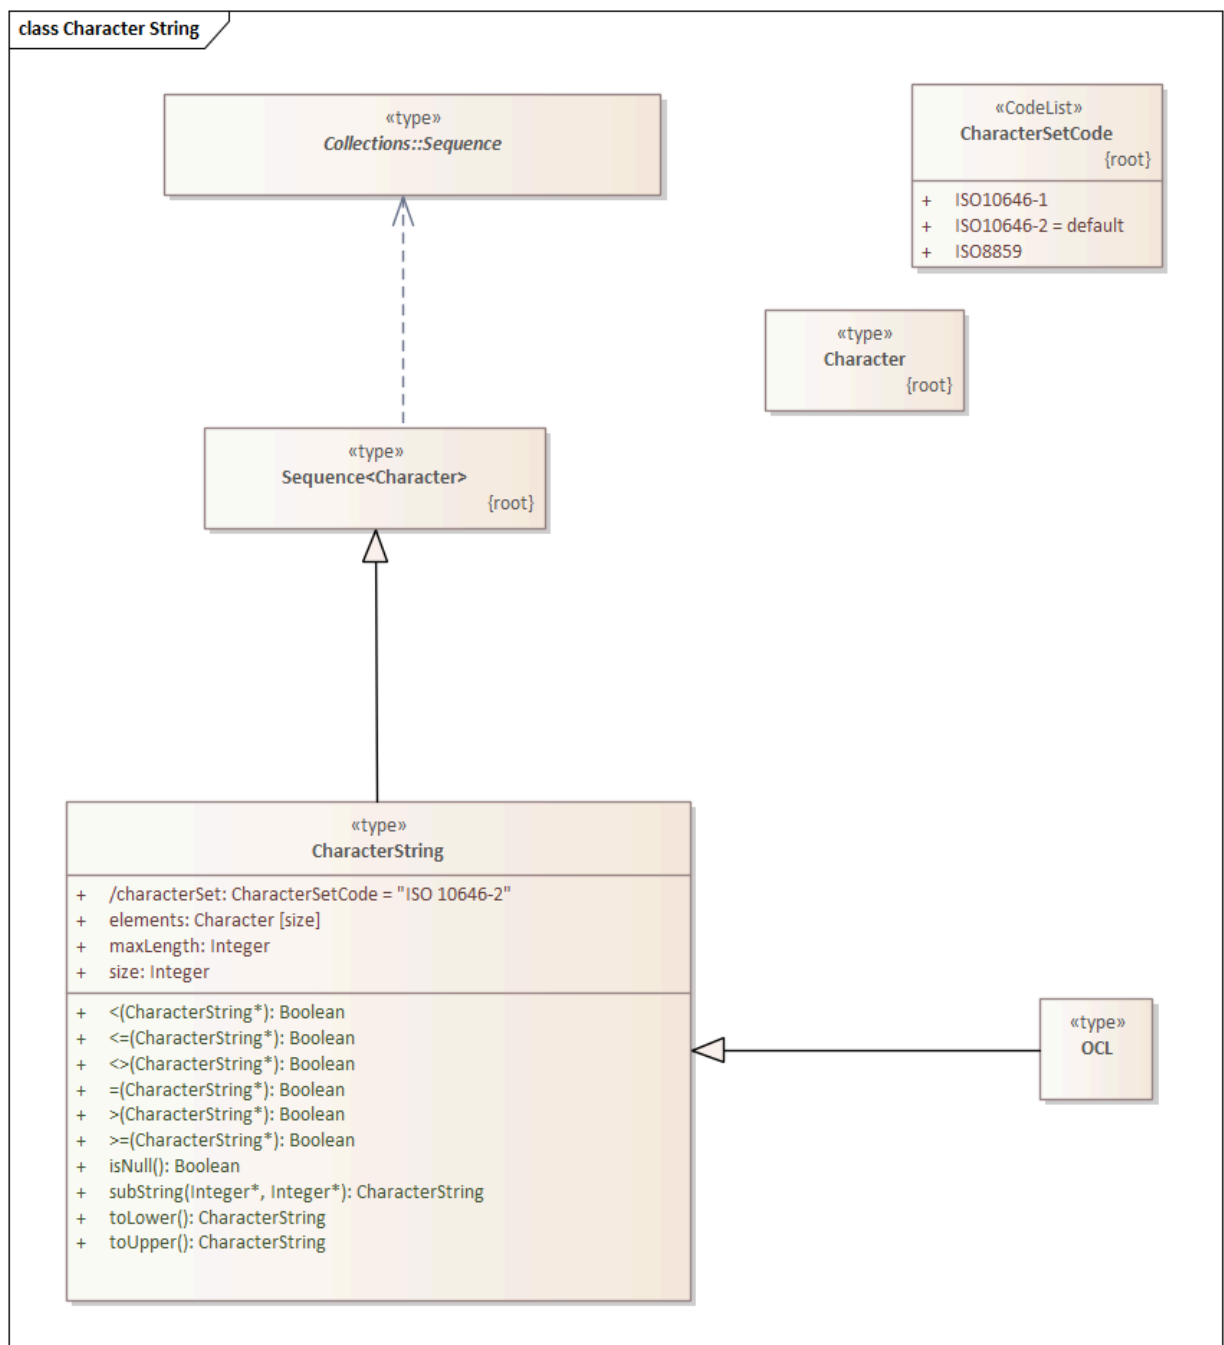 class Character String
«type»
Collections::Sequence
«CodeList»
CharacterSetCode
{root}
+ ISO10646-1
+ ISO10646-2 = default
+ ISO8859
«type»
Character
{root}
«type»
Sequence<Character>
{root}
«type»
CharacterString
+ /characterSet: CharacterSetCode = "ISO 10646-2"
+ elements: Character [size]
+ maxLength: Integer
+ size: Integer
+ <(CharacterString*): Boolean
+ <=(CharacterString*): Boolean
+ <>(CharacterString*): Boolean
+ =(CharacterString*): Boolean
+ >(CharacterString*): Boolean
+ >=(CharacterString*): Boolean
+ isNull(): Boolean
+ subString(Integer*, Integer*): CharacterString
+ toLower(): CharacterString
+ toUpper(): CharacterString
«type»
OCL